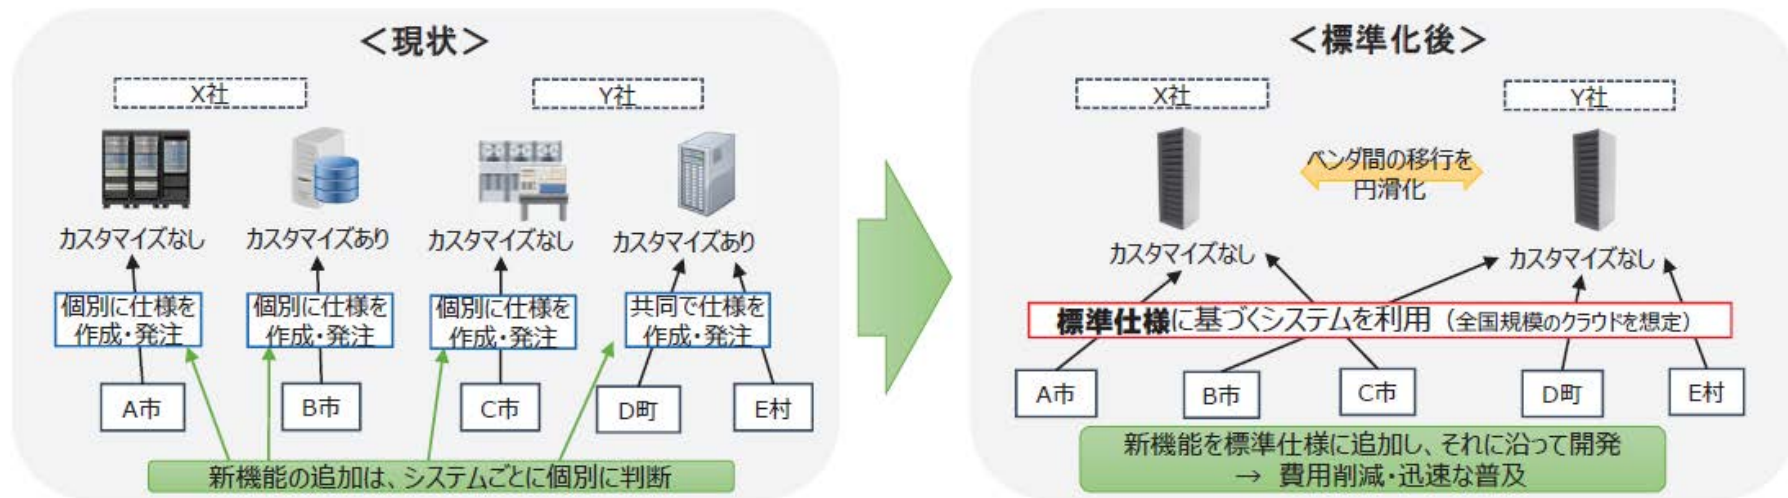 ＜現状＞
X社
Y社
カスタマイズなし
カスタマイズあり
カスタマイズなし
カスタマイズあり
個別に仕様を
作成・発注
個別に仕様を
作成・発注
個別に仕様を
作成・発注
共同で仕様を
作成・発注
A市
B市
C市
D町
E村
新機能の追加は、システムごとに個別に判断
＜標準化後＞
X社
Y社
ベンダ間の移行を
円滑化
カスタマイズなし
カスタマイズなし
標準仕様に基づくシステムを利用（全国規模のクラウドを想定）
A市
B市
C市
D町
E村
新機能を標準仕様に追加し、それに沿って開発
→ 費用削減・迅速な普及